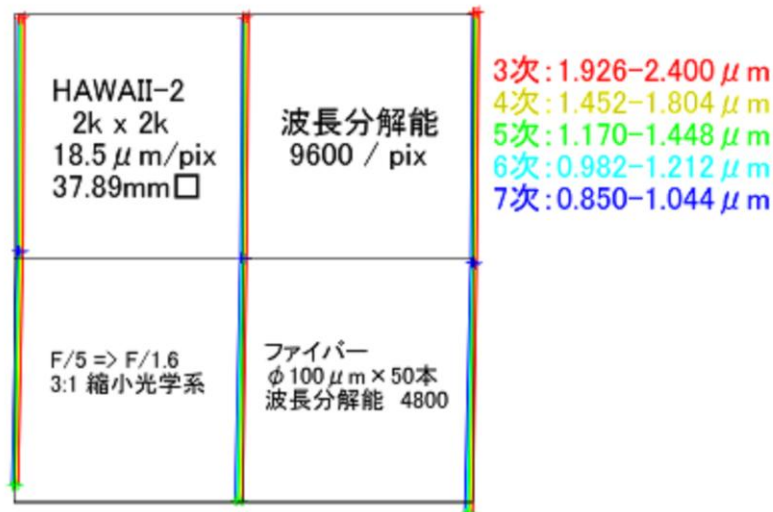 HAWAII-2
2k x 2k
18.5μm/pix
37.89mm□
波長分解能
9600 / pix
3次:1.926-2.400μm
4次:1.452-1.804μm
5次:1.170-1.448μm
6次:0.982-1.212μm
7次:0.850-1.044μm
F/5 => F/1.6
3:1 縮小光学系
ファイバー
φ100μm×50本
波長分解能 4800